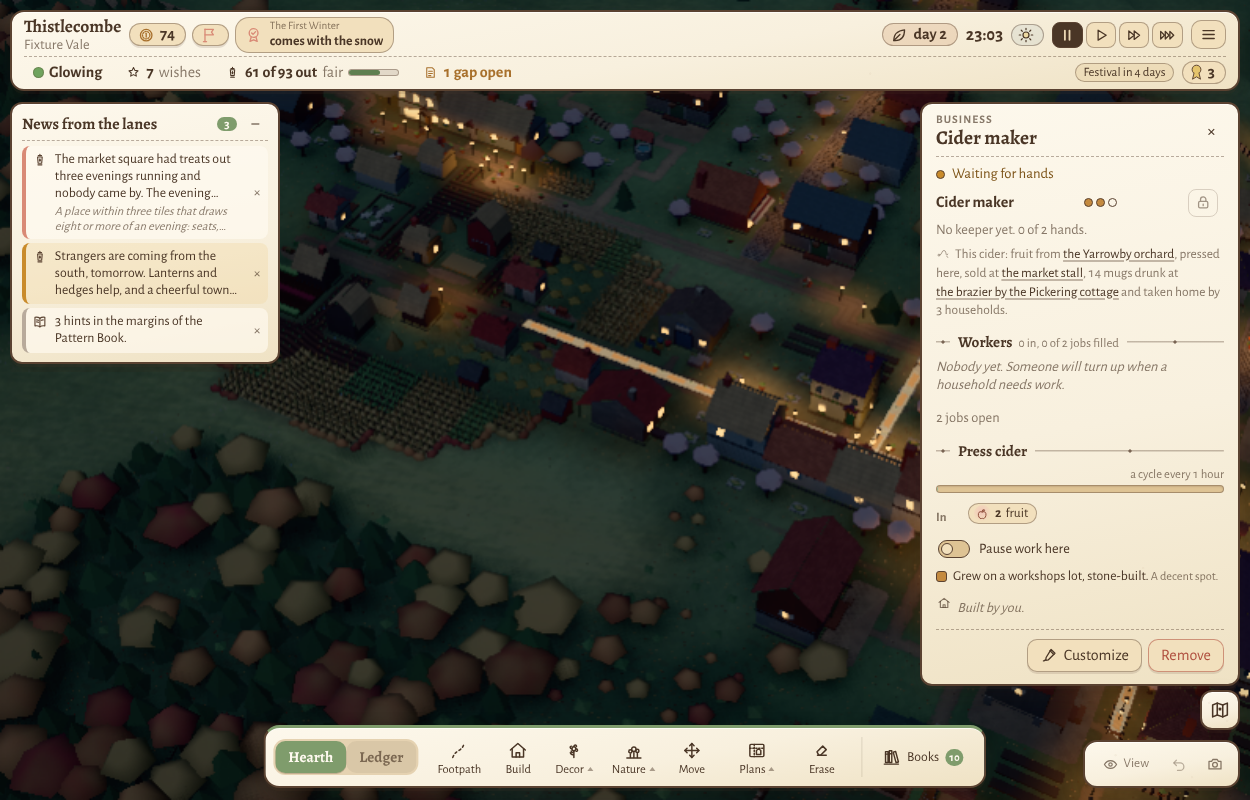 Thistlecombe
Fixture Vale
74
The First Winter
comes with the snow
day 2
23:03
Glowing
7 wishes
61 of 93 out fair
1 gap open
Festival in 4 days
3
News from the lanes
3
The market square had treats out
three evenings running and
nobody came by. The evening...
A place within three tiles that draws
eight or more of an evening: seats,...
Strangers are coming from the
south, tomorrow. Lanterns and
hedges help, and a cheerful town...
3 hints in the margins of the
Pattern Book.
BUSINESS
Cider maker
Waiting for hands
Cider maker
No keeper yet. 0 of 2 hands.
This cider: fruit from the Yarrowby orchard, pressed
here, sold at the market stall, 14 mugs drunk at
the brazier by the Pickering cottage and taken home by
3 households.
Workers 0 in, 0 of 2 jobs filled
Nobody yet. Someone will turn up when a
household needs work.
2 jobs open
Press cider
a cycle every 1 hour
In
2 fruit
Pause work here
Grew on a workshops lot, stone-built. A decent spot.
Built by you.
Customize
Remove
Hearth
Ledger
Footpath
Build
Decor
Nature
Move
Plans
Erase
Books 10
View